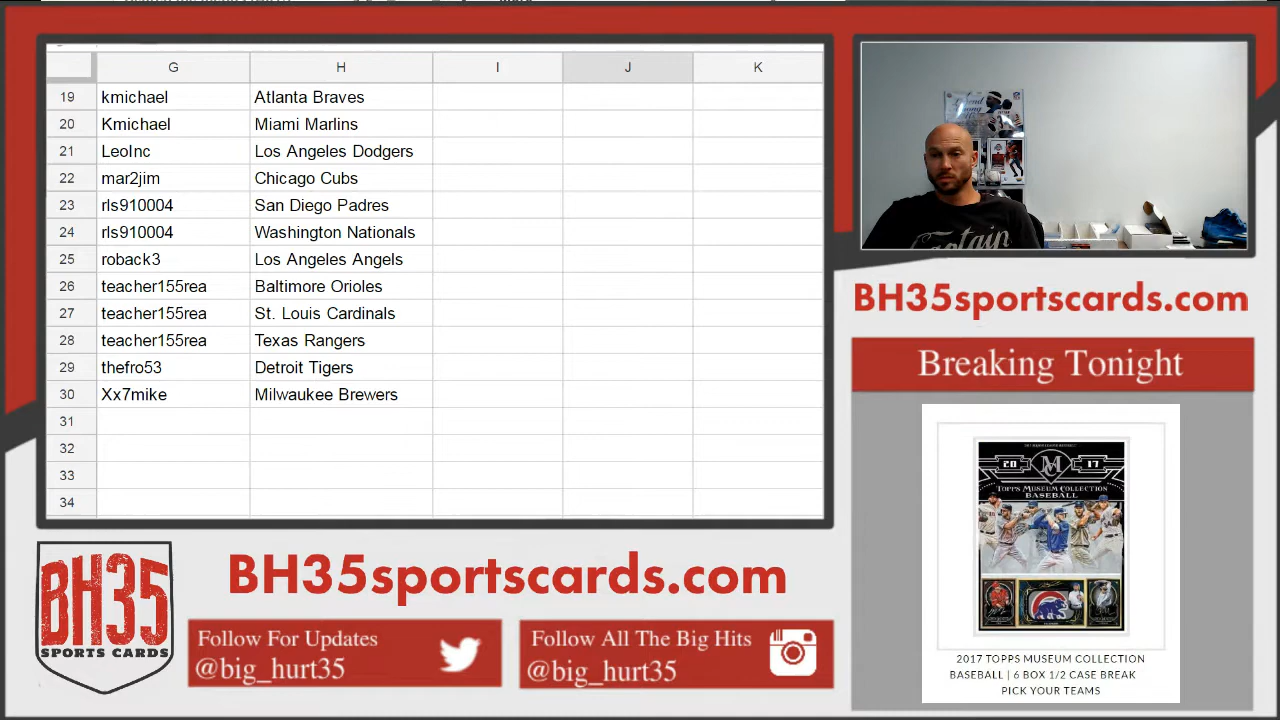 G H I J K
19 kmichael Atlanta Braves
20 Kmichael Miami Marlins
21 LeoInc Los Angeles Dodgers
22 mar2jim Chicago Cubs
23 rls910004 San Diego Padres
24 rls910004 Washington Nationals
25 roback3 Los Angeles Angels
26 teacher155rea Baltimore Orioles
27 teacher155rea St. Louis Cardinals
28 teacher155rea Texas Rangers
29 thefro53 Detroit Tigers
30 Xx7mike Milwaukee Brewers
31
32
33
34
Captain
BH35sportscards.com
Breaking Tonight
20 M 17
TOPPS MUSEUM COLLECTION
BASEBALL
2017 TOPPS MUSEUM COLLECTION
BASEBALL | 6 BOX 1/2 CASE BREAK
PICK YOUR TEAMS
BH35
SPORTS CARDS
BH35sportscards.com
Follow For Updates
@big_hurt35
Follow All The Big Hits
@big_hurt35